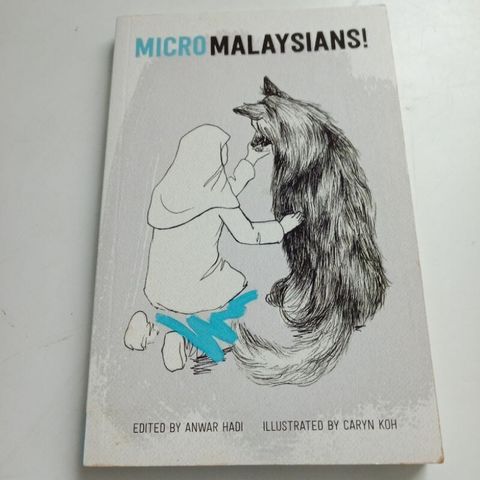 MICROMALAYSIANS!
EDITED BY ANWAR HADI ILLUSTRATED BY CARYN KOH